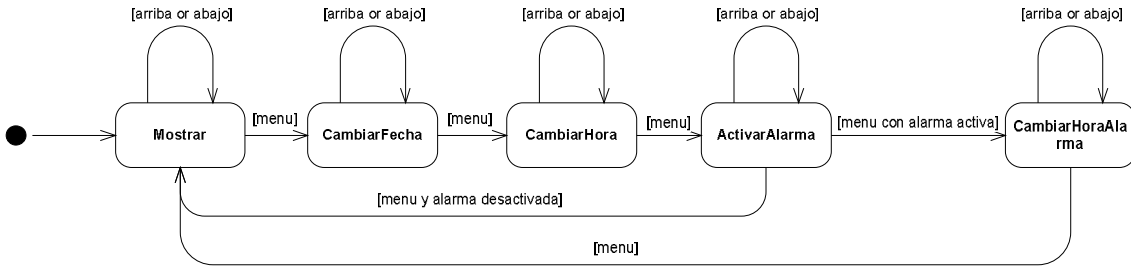 [arriba or abajo]
[arriba or abajo]
[arriba or abajo]
[arriba or abajo]
[arriba or abajo]
Mostrar
[menu]
CambiarFecha
[menu]
CambiarHora
[menu]
ActivarAlarma
[menu con alarma activa]
CambiarHoraAla
rma
[menu y alarma desactivada]
[menu]